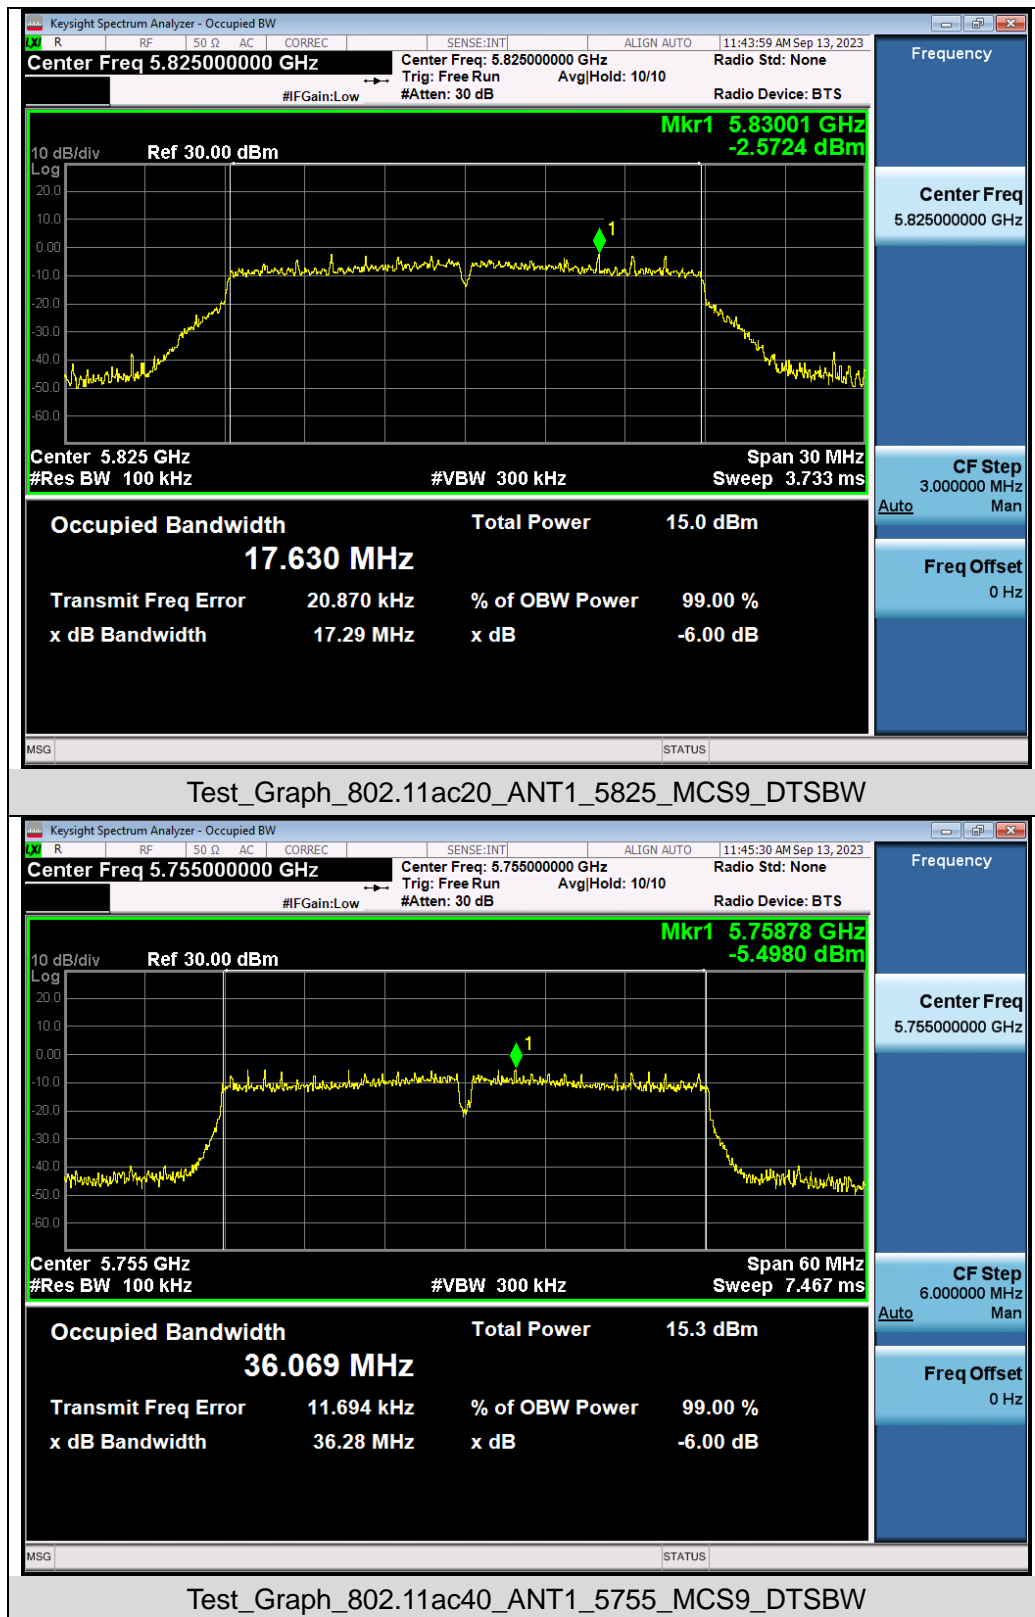 Keysight Spectrum Analyzer - Occupied BW
LXI R RF 50 Ω AC CORREC SENSE:INT ALIGN AUTO 11:43:59 AM Sep 13, 2023
Center Freq 5.825000000 GHz
Center Freq: 5.825000000 GHz
Radio Std: None
Trig: Free Run Avg|Hold: 10/10
#IFGain:Low
#Atten: 30 dB
Radio Device: BTS
Frequency
Mkr1 5.83001 GHz
-2.5724 dBm
10 dB/div Ref 30.00 dBm
Log
20.0
10.0
0.00
-10.0
-20.0
-30.0
-40.0
-50.0
-60.0
1
Center 5.825 GHz Span 30 MHz
#Res BW 100 kHz #VBW 300 kHz Sweep 3.733 ms
Center Freq
5.825000000 GHz
CF Step
3.000000 MHz
Auto Man
Freq Offset
0 Hz
Occupied Bandwidth Total Power 15.0 dBm
17.630 MHz
Transmit Freq Error 20.870 kHz % of OBW Power 99.00 %
x dB Bandwidth 17.29 MHz x dB -6.00 dB
MSG STATUS
Test_Graph_802.11ac20_ANT1_5825_MCS9_DTSBW
Keysight Spectrum Analyzer - Occupied BW
LXI R RF 50 Ω AC CORREC SENSE:INT ALIGN AUTO 11:45:30 AM Sep 13, 2023
Center Freq 5.755000000 GHz
Center Freq: 5.755000000 GHz
Radio Std: None
Trig: Free Run Avg|Hold: 10/10
#IFGain:Low
#Atten: 30 dB
Radio Device: BTS
Frequency
Mkr1 5.75878 GHz
-5.4980 dBm
10 dB/div Ref 30.00 dBm
Log
20.0
10.0
0.00
-10.0
-20.0
-30.0
-40.0
-50.0
-60.0
1
Center 5.755 GHz Span 60 MHz
#Res BW 100 kHz #VBW 300 kHz Sweep 7.467 ms
Center Freq
5.755000000 GHz
CF Step
6.000000 MHz
Auto Man
Freq Offset
0 Hz
Occupied Bandwidth Total Power 15.3 dBm
36.069 MHz
Transmit Freq Error 11.694 kHz % of OBW Power 99.00 %
x dB Bandwidth 36.28 MHz x dB -6.00 dB
MSG STATUS
Test_Graph_802.11ac40_ANT1_5755_MCS9_DTSBW